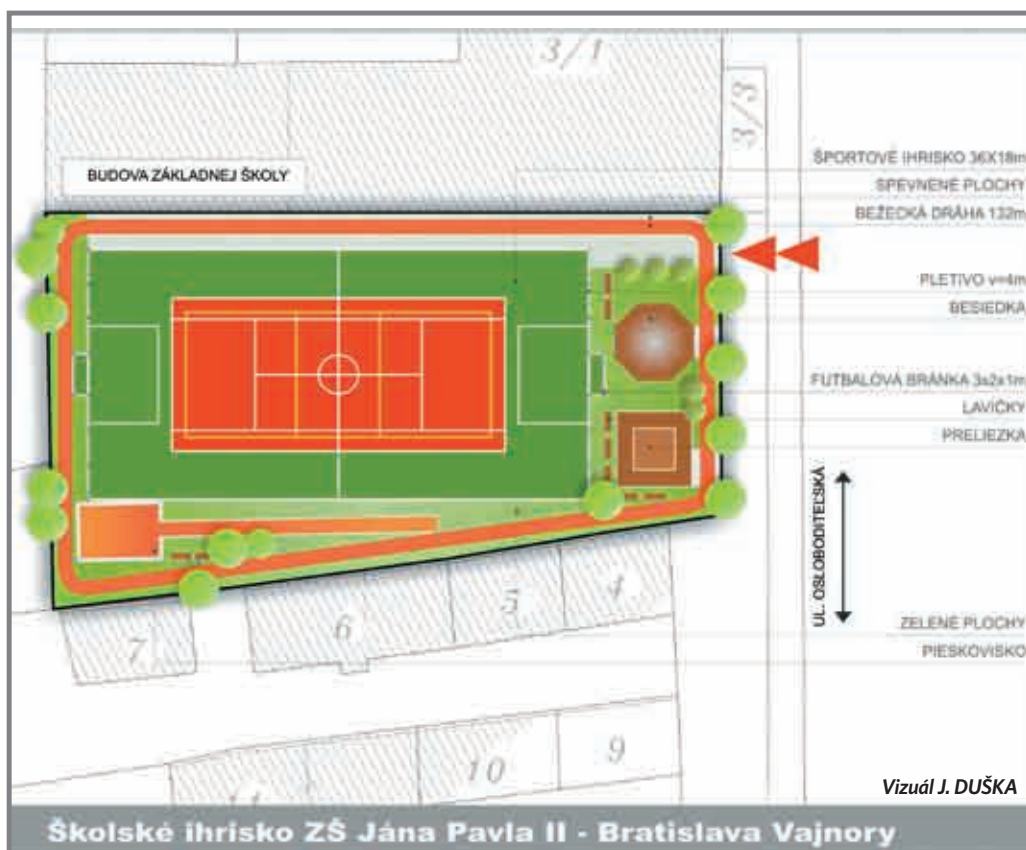 3/1
3/3
BUDOVA ZÁKLADNEJ ŠKOLY
ŠPORTOVÉ IHRISKO 36X18m
SPEVNENÉ PLOCHY
BEŽECKÁ DRÁHA 132m
PLETIVO v=4m
BESIEDKA
FUTBALOVÁ BRÁNKA 3x2x1m
LAVIČKY
PRELIEZKA
UL. OSLOBODITEĽSKÁ
ZELENÉ PLOCHY
PIESKOVISKO
7
6
5
4
10
9
11
Vizuál J. DUŠKA
Školské ihrisko ZŠ Jána Pavla II - Bratislava Vajnory